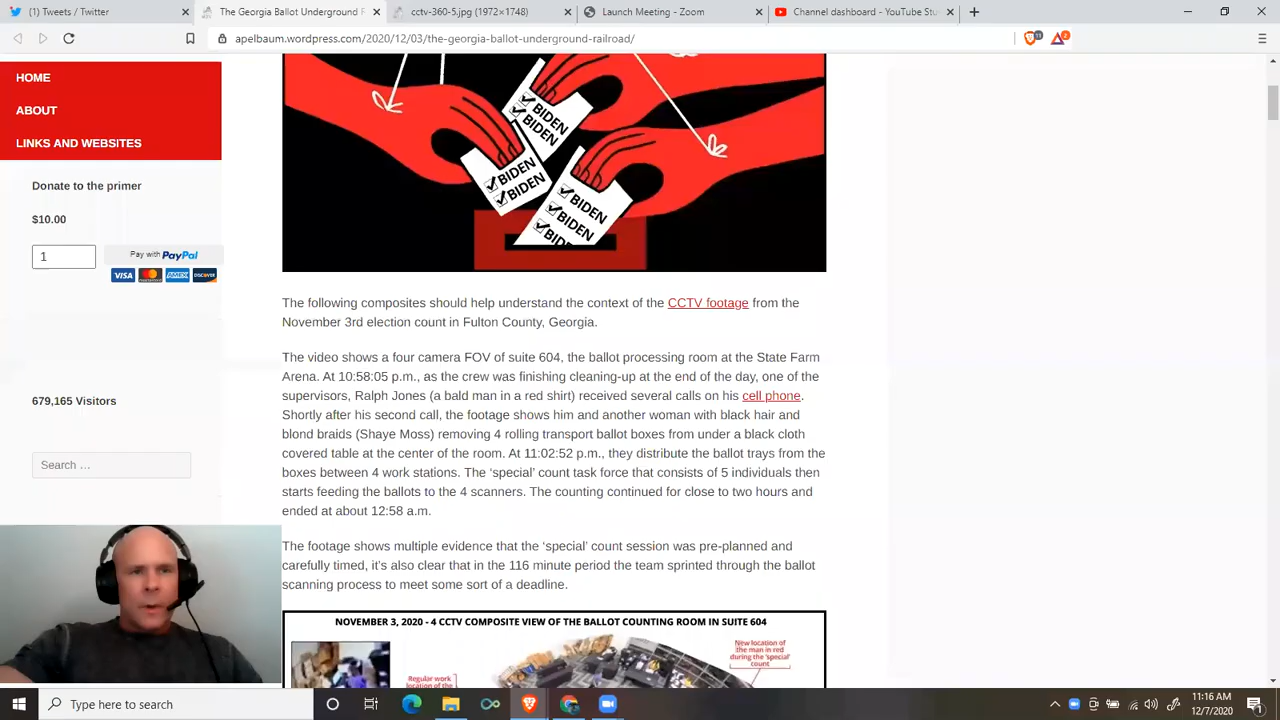 (1) Tweets / Twitter
The Georgia Ballot Underground R
ctv-360-5.jpg (1972×1748)
Launch Meeting - Zoom
Channel dashboard - YouTube Stu
apelbaum.wordpress.com/2020/12/03/the-georgia-ballot-underground-railroad/
11
2
HOME
ABOUT
LINKS AND WEBSITES
Donate to the primer
$10.00
1
Pay with PayPal
VISA
AMEX
DISCOVER
679,165 Visitors
Search …
BIDEN
BIDEN
BIDEN
BIDEN
BIDEN
BIDEN
The following composites should help understand the context of the CCTV footage from the
November 3rd election count in Fulton County, Georgia.
The video shows a four camera FOV of suite 604, the ballot processing room at the State Farm
Arena. At 10:58:05 p.m., as the crew was finishing cleaning-up at the end of the day, one of the
supervisors, Ralph Jones (a bald man in a red shirt) received several calls on his cell phone.
Shortly after his second call, the footage shows him and another woman with black hair and
blond braids (Shaye Moss) removing 4 rolling transport ballot boxes from under a black cloth
covered table at the center of the room. At 11:02:52 p.m., they distribute the ballot trays from the
boxes between 4 work stations. The ‘special’ count task force that consists of 5 individuals then
starts feeding the ballots to the 4 scanners. The counting continued for close to two hours and
ended at about 12:58 a.m.
The footage shows multiple evidence that the ‘special’ count session was pre-planned and
carefully timed, it's also clear that in the 116 minute period the team sprinted through the ballot
scanning process to meet some sort of a deadline.
NOVEMBER 3, 2020 - 4 CCTV COMPOSITE VIEW OF THE BALLOT COUNTING ROOM IN SUITE 604
New location of
the man in red
during the 'special'
count
Regular work
location of the
Type here to search
11:16 AM
12/7/2020
1